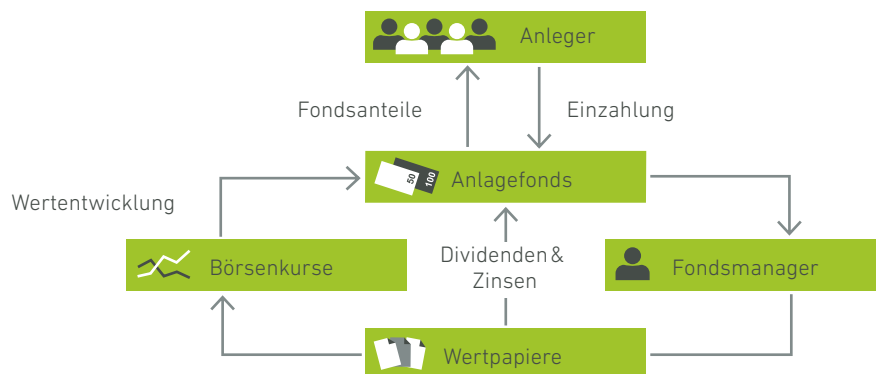 Anleger
Fondsanteile
Einzahlung
50
100
Anlagefonds
Wertentwicklung
Börsenkurse
Dividenden &
Zinsen
Fondsmanager
Wertpapiere